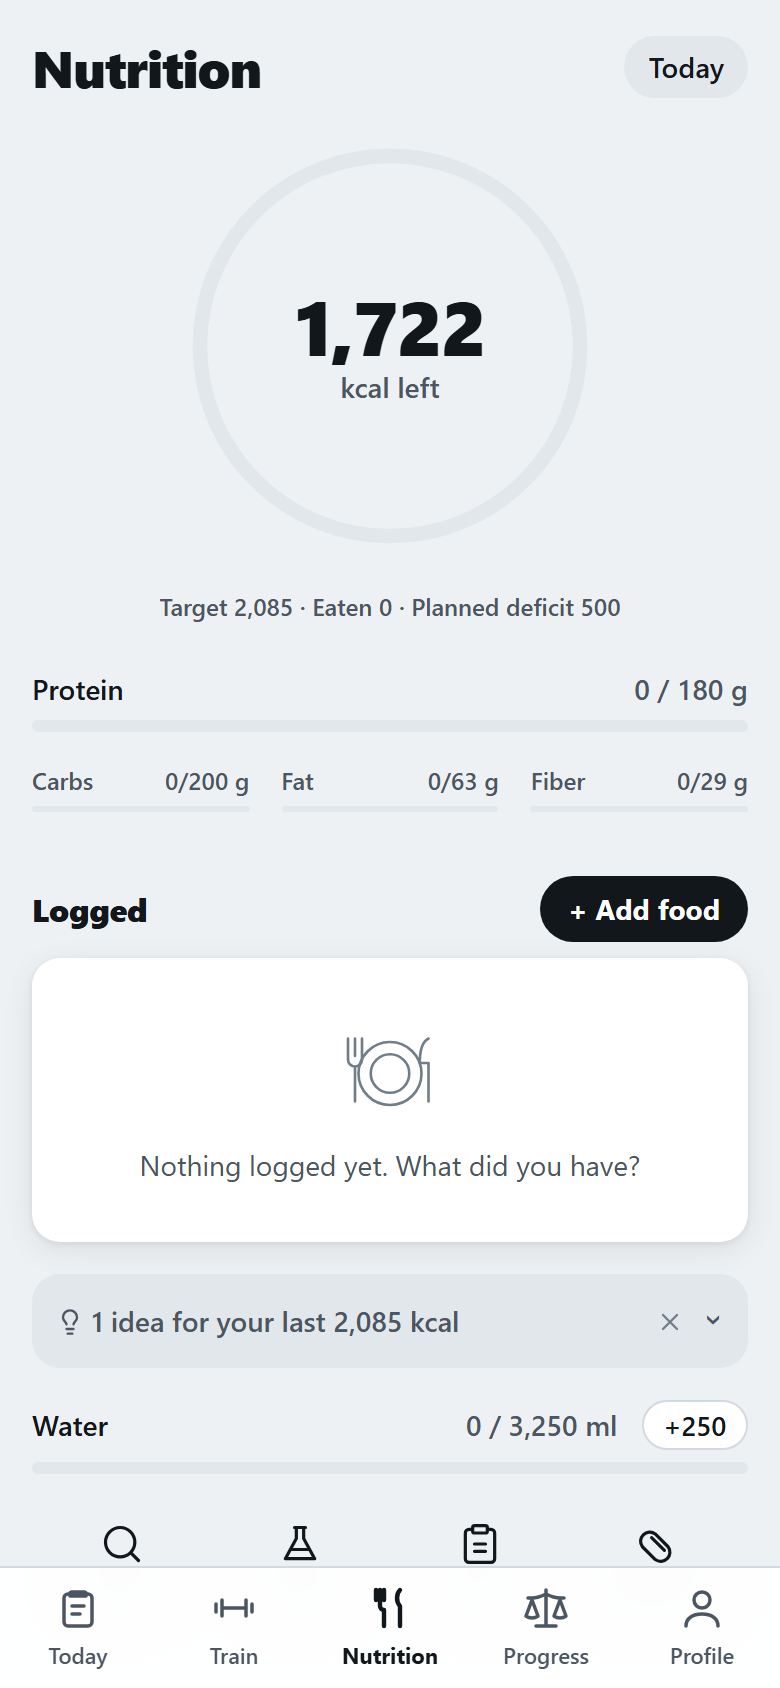 Nutrition
Today
1,722
kcal left
Target 2,085 · Eaten 0 · Planned deficit 500
Protein 0 / 180 g
Carbs 0/200 g Fat 0/63 g Fiber 0/29 g
Logged
+ Add food
Nothing logged yet. What did you have?
1 idea for your last 2,085 kcal
Water 0 / 3,250 ml +250
Today Train Nutrition Progress Profile